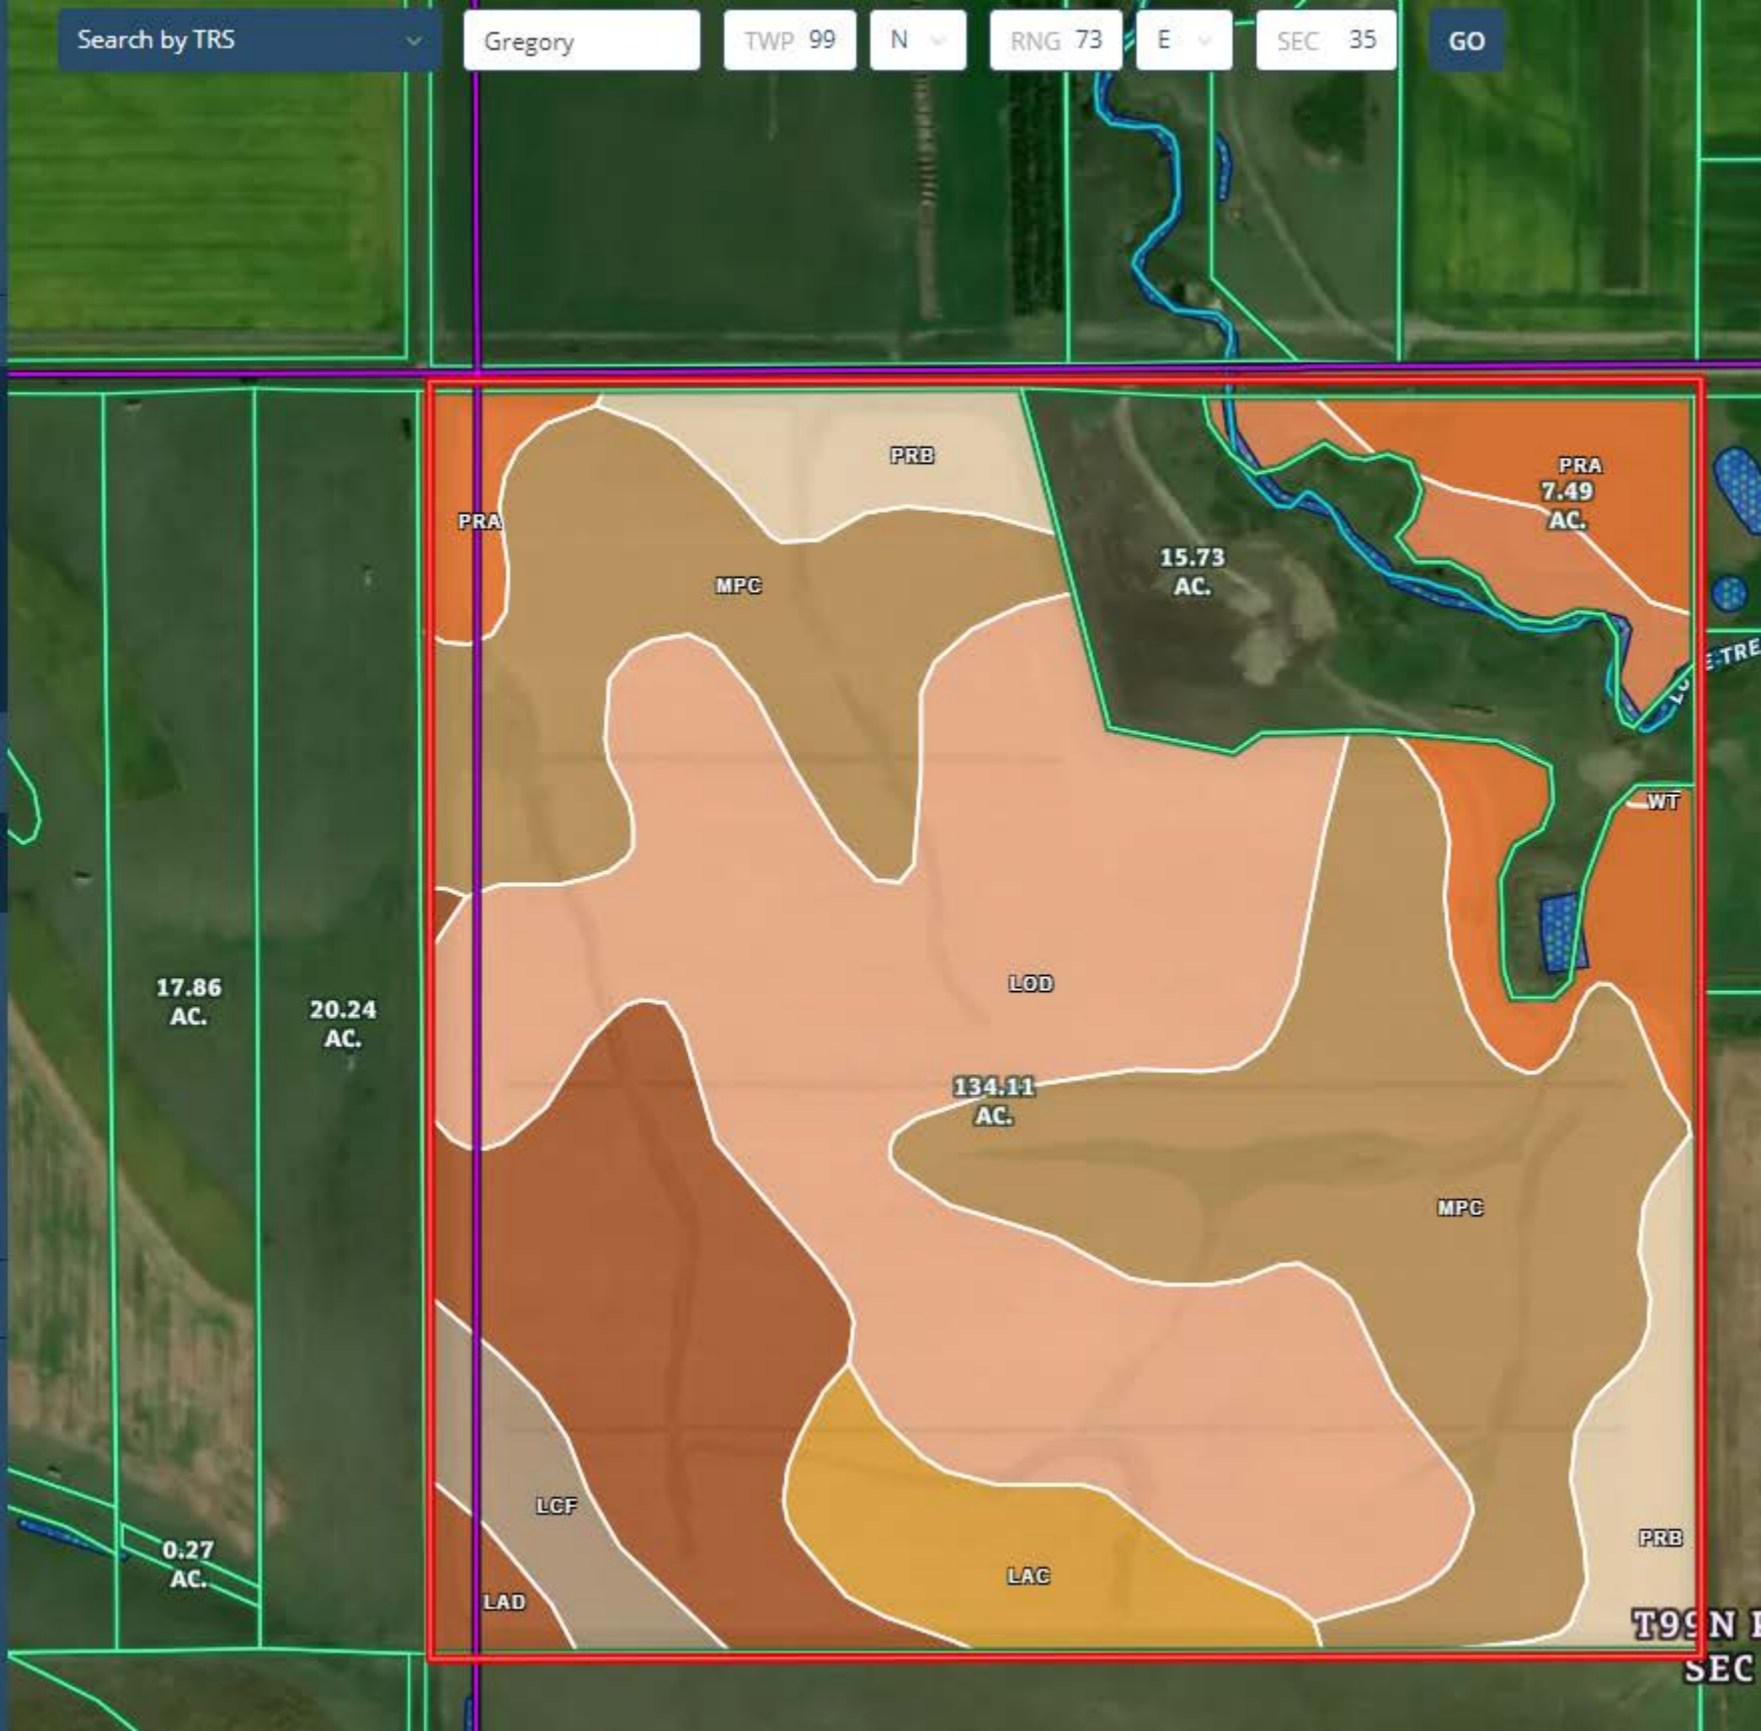 Search by TRS
Gregory
TWP 99
N
RNG 73
E
SEC 35
GO
PRB
PRA
PRA
7.49
AC.
MPC
15.73
AC.
WT
17.86
AC.
20.24
AC.
LOD
134.11
AC.
MPC
LCF
PRB
0.27
AC.
LAC
LAD
T99N
SEC